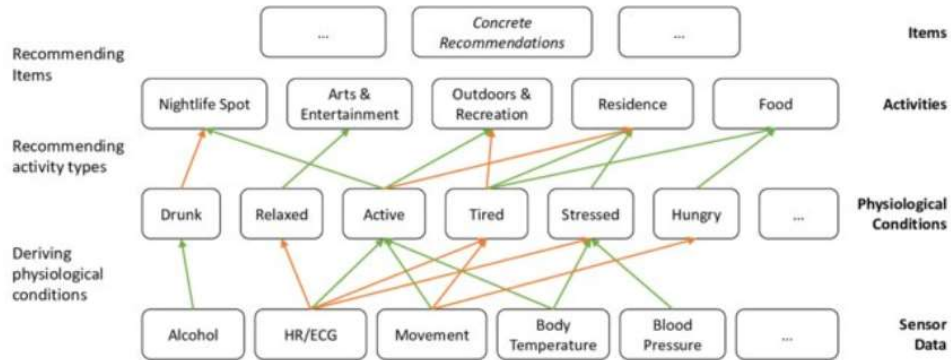 ...
Concrete
Recommendations
...
Items
Recommending
Items
Nightlife Spot
Arts &
Entertainment
Outdoors &
Recreation
Residence
Food
Activities
Recommending
activity types
Drunk
Relaxed
Active
Tired
Stressed
Hungry
...
Physiological
Conditions
Deriving
physiological
conditions
Alcohol
HR/ECG
Movement
Body
Temperature
Blood
Pressure
...
Sensor
Data